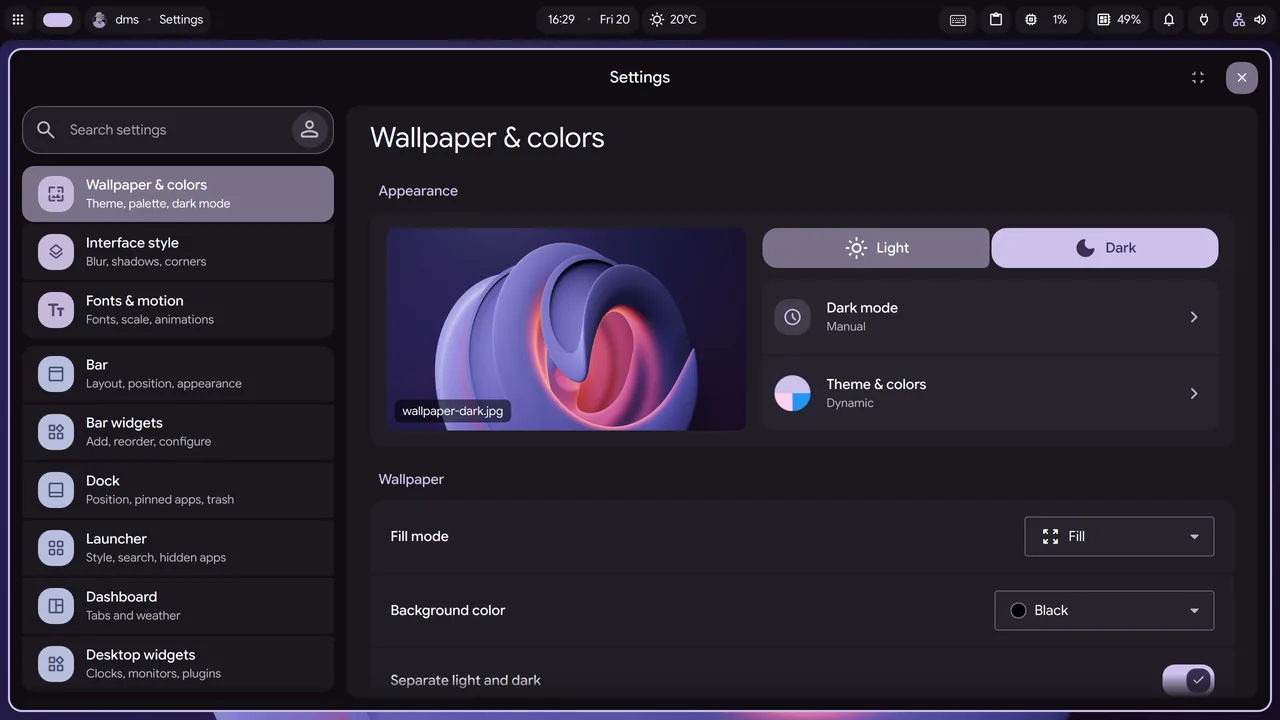 dms • Settings
16:29 • Fri 20
20°C
1%
49%
Settings
Search settings
Wallpaper & colors
Theme, palette, dark mode
Interface style
Blur, shadows, corners
Fonts & motion
Fonts, scale, animations
Bar
Layout, position, appearance
Bar widgets
Add, reorder, configure
Dock
Position, pinned apps, trash
Launcher
Style, search, hidden apps
Dashboard
Tabs and weather
Desktop widgets
Clocks, monitors, plugins
Wallpaper & colors
Appearance
wallpaper-dark.jpg
Light
Dark
Dark mode
Manual
Theme & colors
Dynamic
Wallpaper
Fill mode
Fill
Background color
Black
Separate light and dark